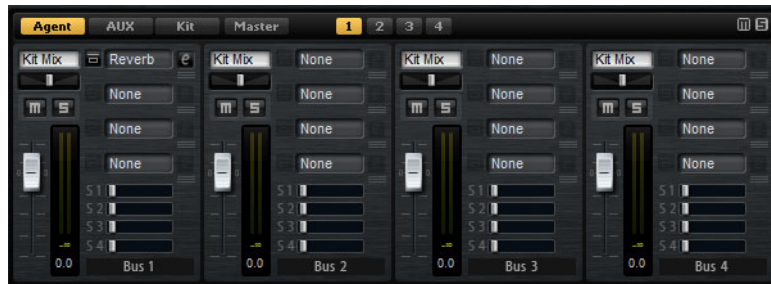 Agent AUX Kit Master 1 2 3 4 m S
Kit Mix Reverb e Kit Mix None Kit Mix None Kit Mix None
None None None None
m S m S m S m S
None None None None
None None None None
S1 S1 S1 S1
S2 S2 S2 S2
S3 S3 S3 S3
-∞ S4 -∞ S4 -∞ S4 -∞ S4
0.0 Bus 1 0.0 Bus 2 0.0 Bus 3 0.0 Bus 4